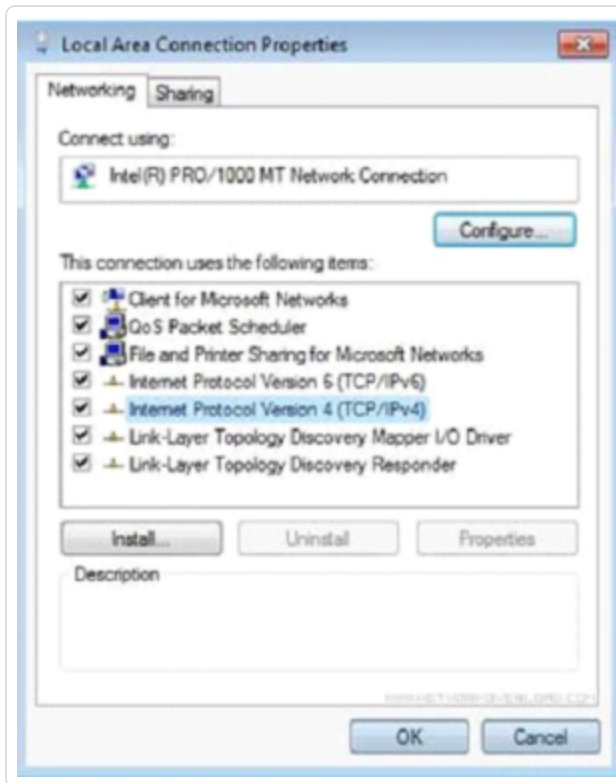 Local Area Connection Properties
Networking
Sharing
Connect using:
Intel(R) PRO/1000 MT Network Connection
Configure...
This connection uses the following items:
Client for Microsoft Networks
QoS Packet Scheduler
File and Printer Sharing for Microsoft Networks
Internet Protocol Version 6 (TCP/IPv6)
Internet Protocol Version 4 (TCP/IPv4)
Link-Layer Topology Discovery Mapper I/O Driver
Link-Layer Topology Discovery Responder
Install...
Uninstall
Properties
Description
OK
Cancel